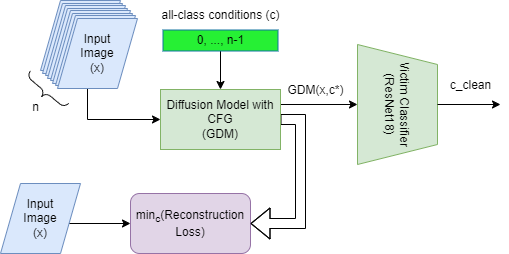 all-class conditions (c)
0, ..., n-1
Input
Image
(x)
n
Diffusion Model with
CFG
(GDM)
GDM(x,c*)
Victim Classifier
(ResNet18)
c_clean
Input
Image
(x)
minc(Reconstruction
Loss)